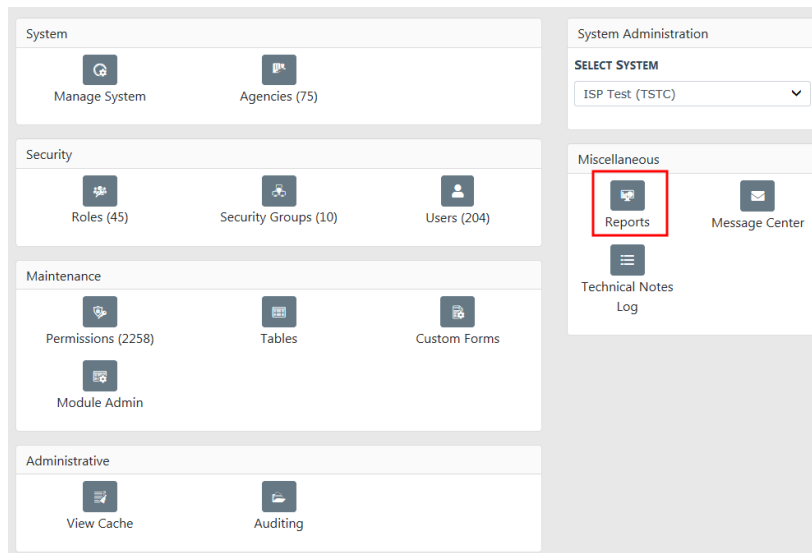 System
Manage System
Agencies (75)
Security
Roles (45)
Security Groups (10)
Users (204)
Maintenance
Permissions (2258)
Tables
Custom Forms
Module Admin
Administrative
View Cache
Auditing
System Administration
SELECT SYSTEM
ISP Test (TSTC)
Miscellaneous
Reports
Message Center
Technical Notes
Log